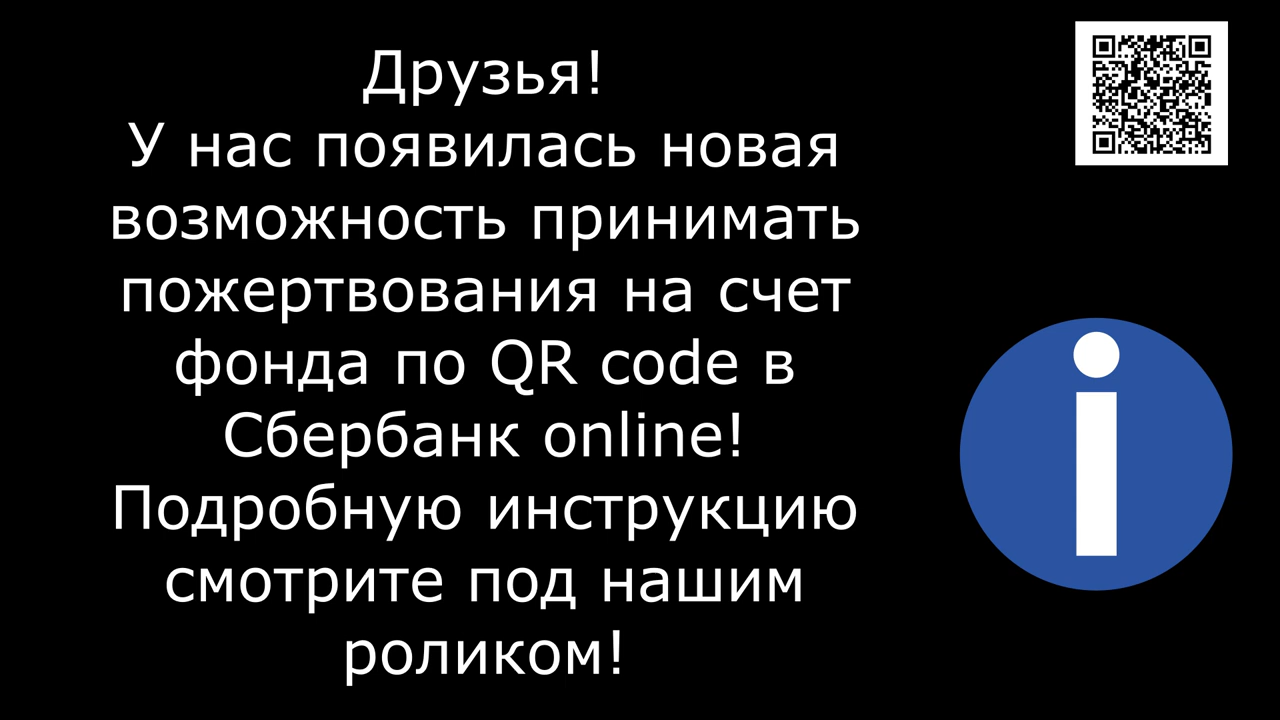 Друзья!
У нас появилась новая
возможность принимать
пожертвования на счет
фонда по QR code в
Сбербанк online!
Подробную инструкцию
смотрите под нашим
роликом!
i